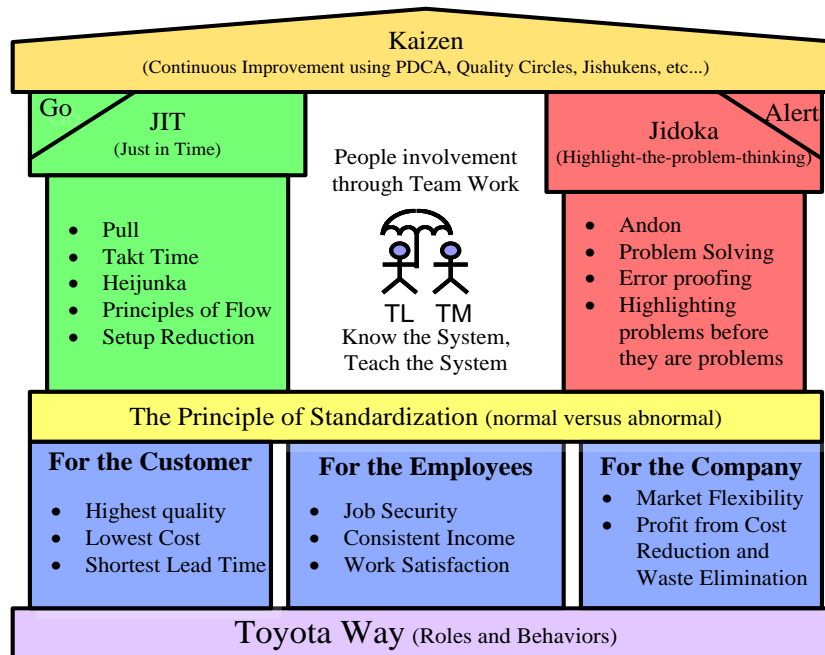 Kaizen
(Continuous Improvement using PDCA, Quality Circles, Jishukens, etc...)
Go
JIT
(Just in Time)
Alert
Jidoka
(Highlight-the-problem-thinking)
People involvement
through Team Work
TL TM
Know the System,
Teach the System
• Pull
• Takt Time
• Heijunka
• Principles of Flow
• Setup Reduction
• Andon
• Problem Solving
• Error proofing
• Highlighting
problems before
they are problems
The Principle of Standardization (normal versus abnormal)
For the Customer
• Highest quality
• Lowest Cost
• Shortest Lead Time
For the Employees
• Job Security
• Consistent Income
• Work Satisfaction
For the Company
• Market Flexibility
• Profit from Cost
Reduction and
Waste Elimination
Toyota Way (Roles and Behaviors)